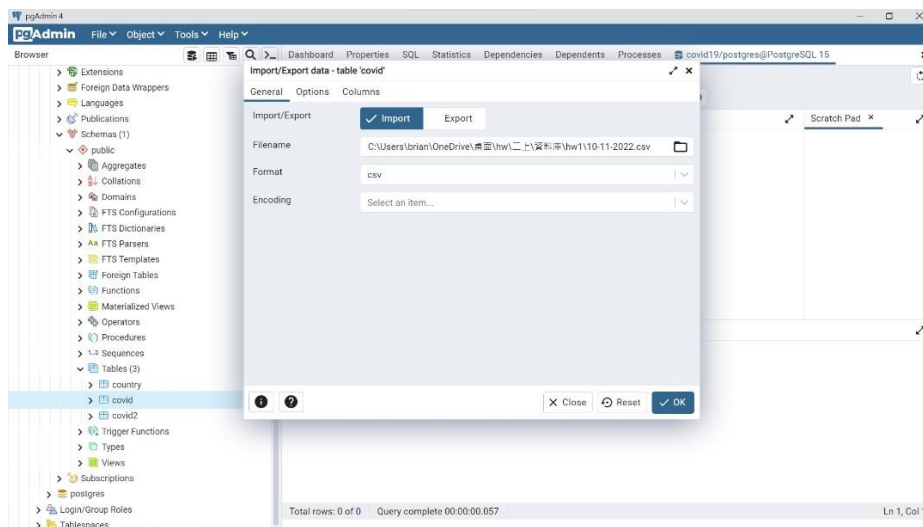 pgAdmin 4
pgAdmin File Object Tools Help
Browser
Dashboard Properties SQL Statistics Dependencies Dependents Processes covid19/postgres@PostgreSQL 15
Extensions
Foreign Data Wrappers
Languages
Publications
Schemas (1)
public
Aggregates
Collations
Domains
FTS Configurations
FTS Dictionaries
FTS Parsers
FTS Templates
Foreign Tables
Functions
Materialized Views
Operators
Procedures
1..3 Sequences
Tables (3)
country
covid
covid2
Trigger Functions
Types
Views
Subscriptions
postgres
Login/Group Roles
Tablespaces
Import/Export data - table 'covid'
General Options Columns
Import/Export Import Export
Filename C:\Users\brian\OneDrive\桌面\hw\二上\資料庫\hw1\10-11-2022.csv
Format csv
Encoding Select an item...
Close Reset OK
Scratch Pad
Total rows: 0 of 0 Query complete 00:00:00.057
Ln 1, Col